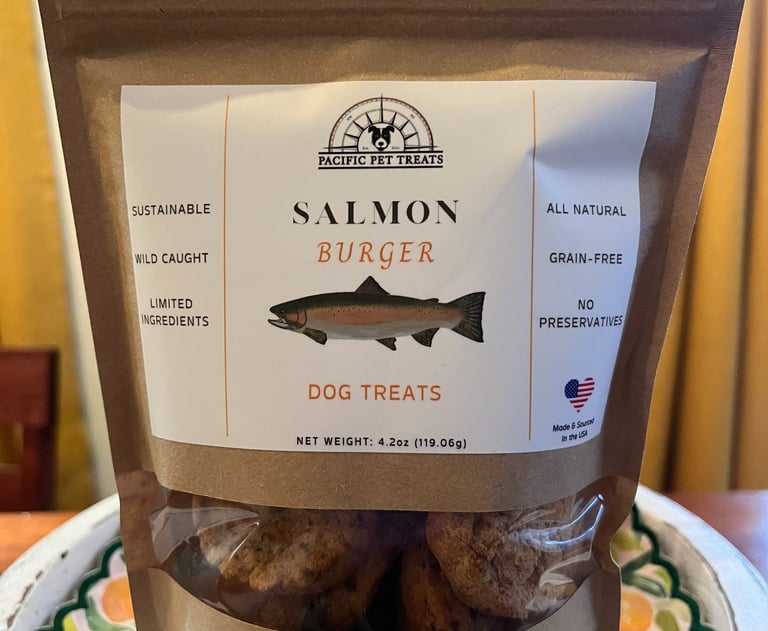 PACIFIC PET TREATS
SALMON
BURGER
DOG TREATS
NET WEIGHT: 4.2oz (119.06g)
SUSTAINABLE
WILD CAUGHT
LIMITED
INGREDIENTS
ALL NATURAL
GRAIN-FREE
NO
PRESERVATIVES
Made & Sourced
in the USA